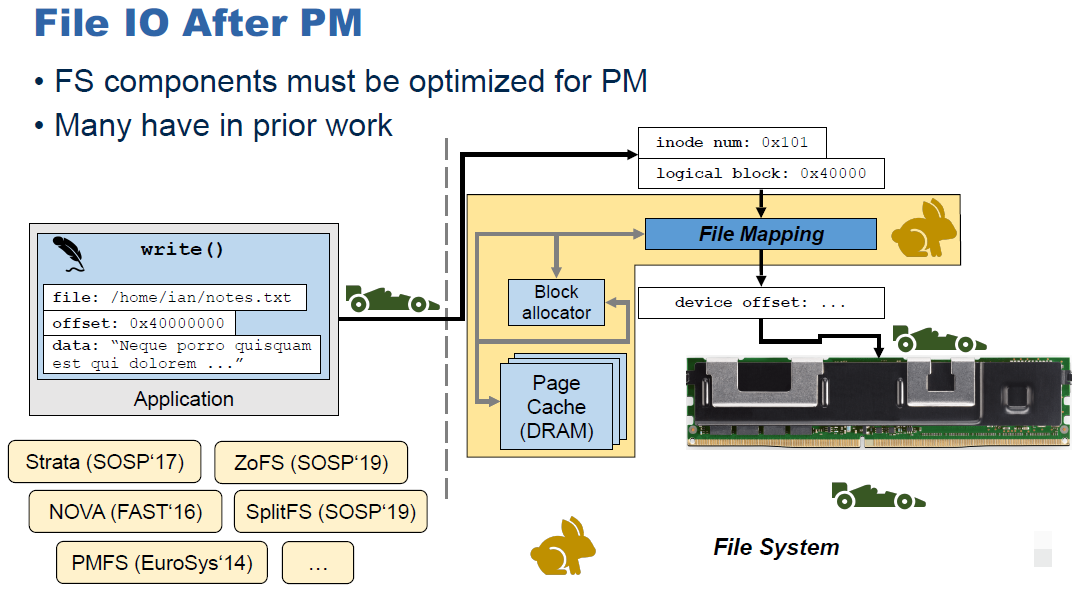 File IO After PM
• FS components must be optimized for PM
• Many have in prior work
inode num: 0x101
logical block: 0x40000
File Mapping
write()
file: /home/ian/notes.txt
offset: 0x40000000
data: “Neque porro quisquam
est qui dolorem ...”
Application
Block
allocator
device offset: ...
Page
Cache
(DRAM)
Strata (SOSP‘17)
ZoFS (SOSP‘19)
NOVA (FAST‘16)
SplitFS (SOSP‘19)
PMFS (EuroSys‘14)
...
File System